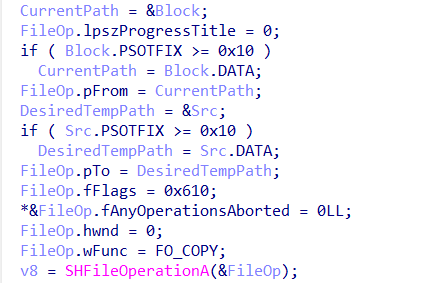 CurrentPath = &Block;
FileOp.lpszProgressTitle = 0;
if ( Block.PSOTFIX >= 0x10 )
CurrentPath = Block.DATA;
FileOp.pFrom = CurrentPath;
DesiredTempPath = &Src;
if ( Src.PSOTFIX >= 0x10 )
DesiredTempPath = Src.DATA;
FileOp.pTo = DesiredTempPath;
FileOp.fFlags = 0x610;
*&FileOp.fAnyOperationsAborted = 0LL;
FileOp.hwnd = 0;
FileOp.wFunc = FO_COPY;
v8 = SHFileOperationA(&FileOp);